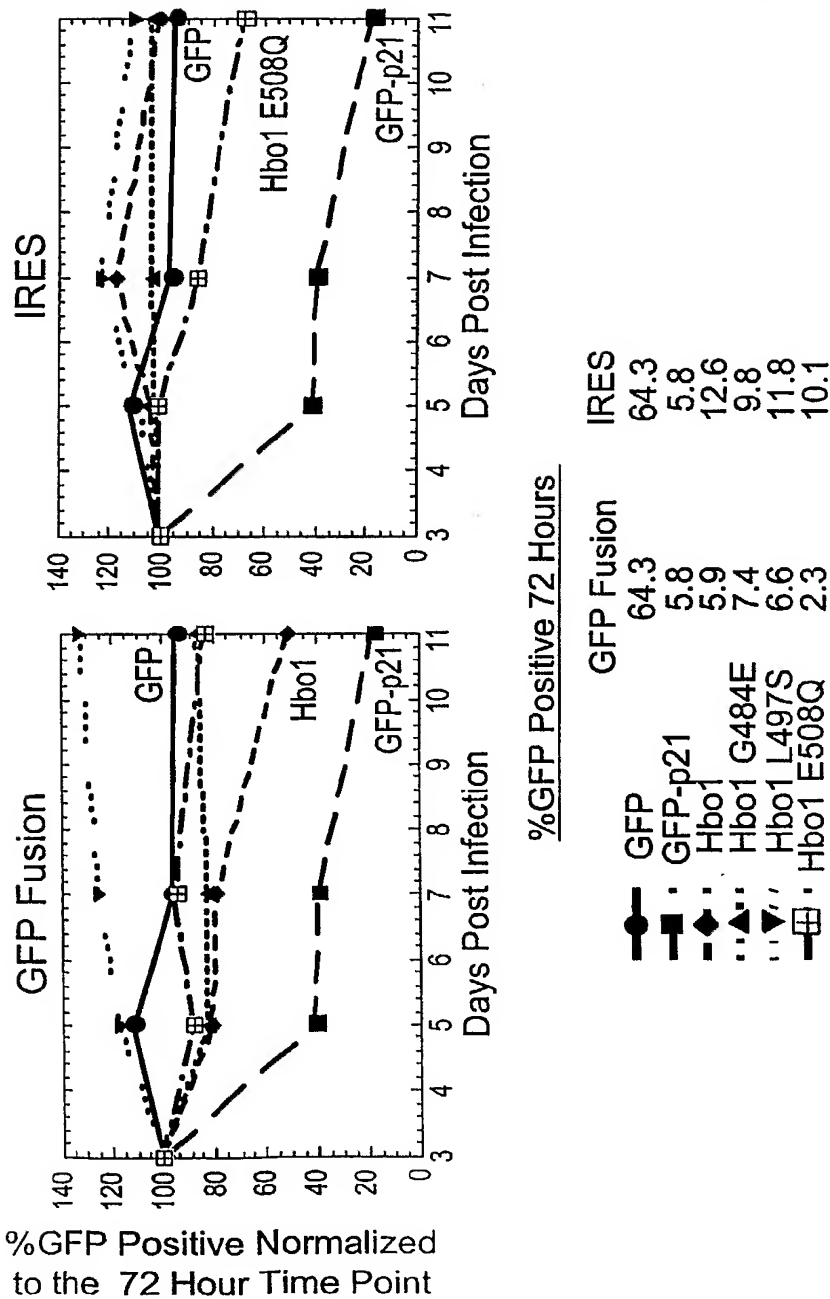 GFP Fusion
IRES
%GFP Positive Normalized
to the 72 Hour Time Point
140
120
100
80
60
40
20
0
GFP
Hbo1
GFP-p21
3 4 5 6 7 8 9 10 11
Days Post Infection
140
120
100
80
60
40
20
0
GFP
Hbo1 E508Q
GFP-p21
3 4 5 6 7 8 9 10 11
Days Post Infection
%GFP Positive 72 Hours
GFP Fusion IRES
GFP 64.3 64.3
GFP-p21 5.8 5.8
Hbo1 5.9 12.6
Hbo1 G484E 7.4 9.8
Hbo1 L497S 6.6 11.8
Hbo1 E508Q 2.3 10.1